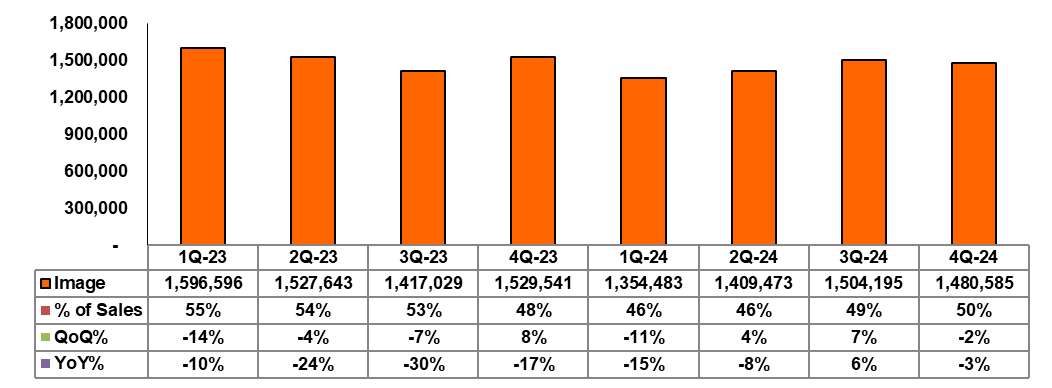 1,800,000
1,500,000
1,200,000
900,000
600,000
300,000
-
1Q-23 2Q-23 3Q-23 4Q-23 1Q-24 2Q-24 3Q-24 4Q-24
Image 1,596,596 1,527,643 1,417,029 1,529,541 1,354,483 1,409,473 1,504,195 1,480,585
% of Sales 55% 54% 53% 48% 46% 46% 49% 50%
QoQ% -14% -4% -7% 8% -11% 4% 7% -2%
YoY% -10% -24% -30% -17% -15% -8% 6% -3%